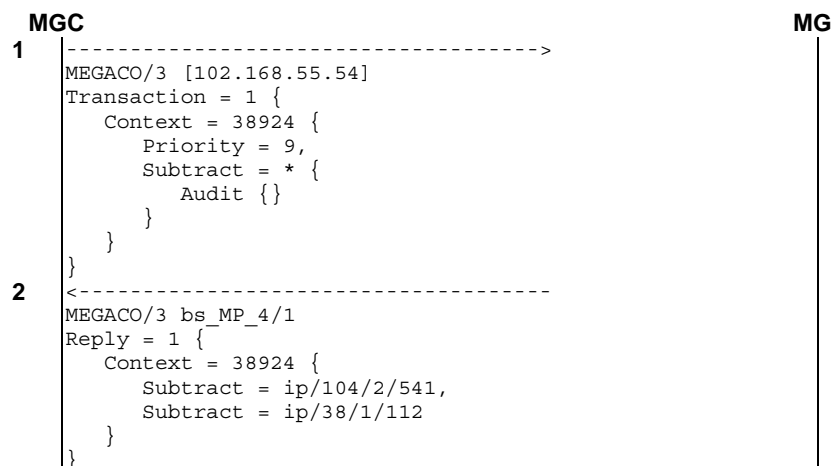 MGC MG
1 ------------------------------------->
MEGACO/3 [102.168.55.54]
Transaction = 1 {
   Context = 38924 {
      Priority = 9,
      Subtract = * {
         Audit {}
      }
   }
}
2 <-------------------------------------
MEGACO/3 bs_MP_4/1
Reply = 1 {
   Context = 38924 {
      Subtract = ip/104/2/541,
      Subtract = ip/38/1/112
   }
}